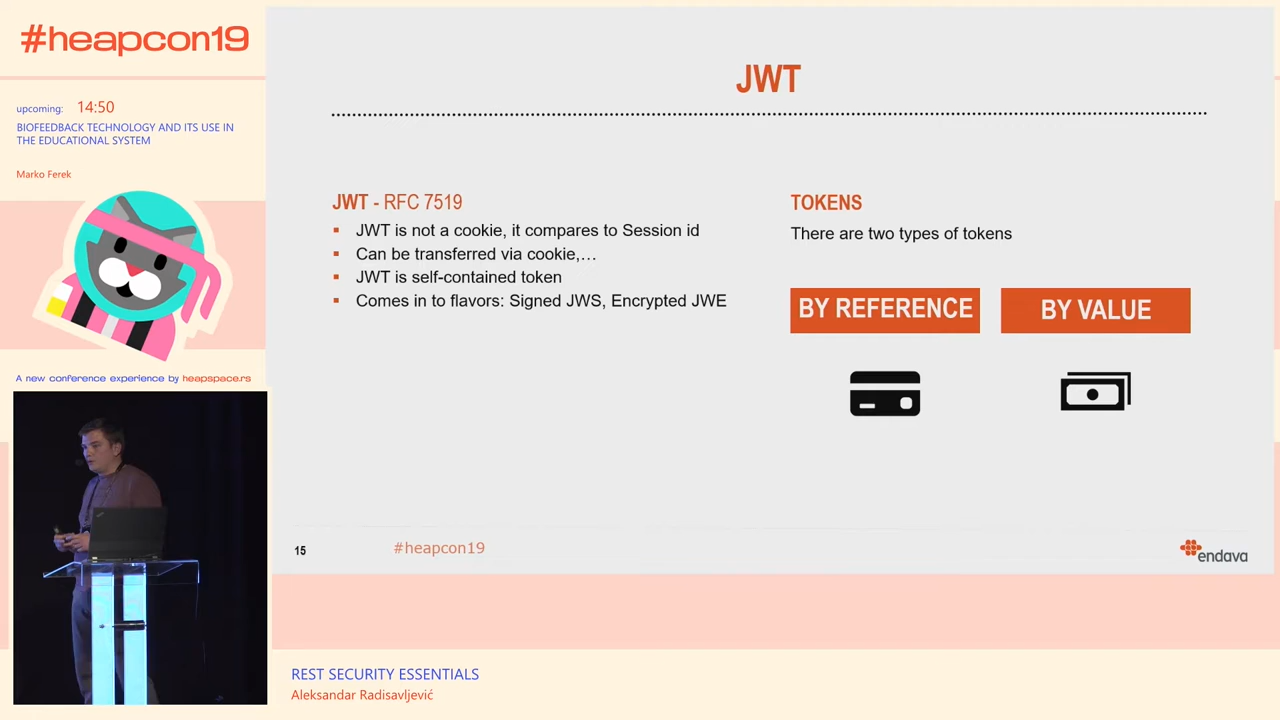 #heapcon19
upcoming: 14:50
BIOFEEDBACK TECHNOLOGY AND ITS USE IN
THE EDUCATIONAL SYSTEM
Marko Ferek
A new conference experience by heapspace.rs
JWT
JWT - RFC 7519
▪ JWT is not a cookie, it compares to Session id
▪ Can be transferred via cookie,…
▪ JWT is self-contained token
▪ Comes in to flavors: Signed JWS, Encrypted JWE
TOKENS
There are two types of tokens
BY REFERENCE
BY VALUE
15
#heapcon19
endava
REST SECURITY ESSENTIALS
Aleksandar Radisavljević